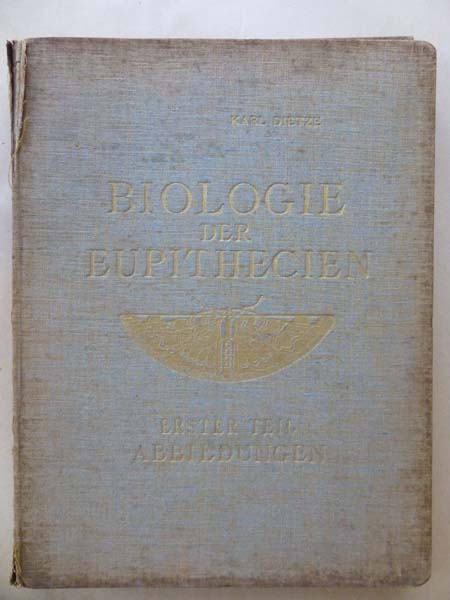 KARL DIETZE
BIOLOGIE
DER
EUPITHECIEN
ERSTER TEIL
ABBILDUNGEN